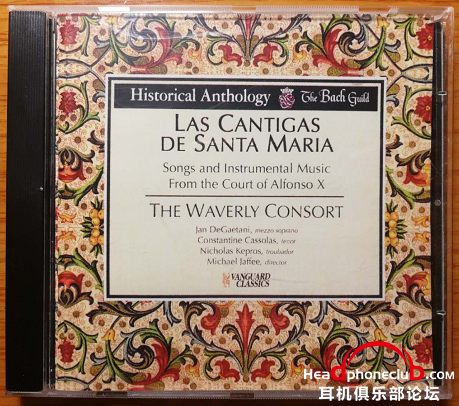 Historical Anthology The Bach Guild
LAS CANTIGAS
DE SANTA MARIA
Songs and Instrumental Music
From the Court of Alfonso X
THE WAVERLY CONSORT
Jan DeGaetani, mezzo soprano
Constantine Cassolas, tenor
Nicholas Kepros, troubador
Michael Jaffee, director
VANGUARD
CLASSICS
Headphoneclub.com
耳机俱乐部论坛